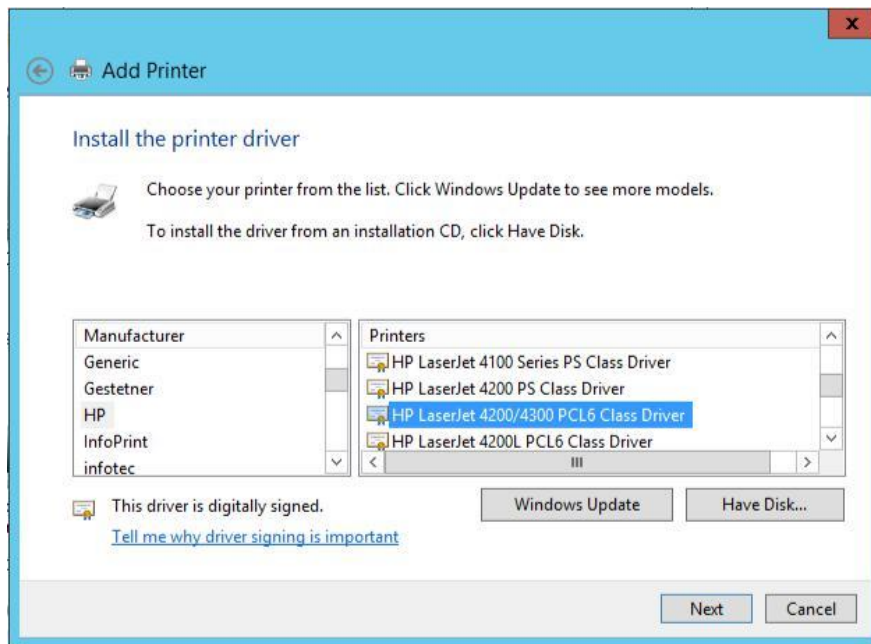 X
Add Printer
Install the printer driver
Choose your printer from the list. Click Windows Update to see more models.
To install the driver from an installation CD, click Have Disk.
Manufacturer
Generic
Gestetner
HP
InfoPrint
infotec
Printers
HP LaserJet 4100 Series PS Class Driver
HP LaserJet 4200 PS Class Driver
HP LaserJet 4200/4300 PCL6 Class Driver
HP LaserJet 4200L PCL6 Class Driver
This driver is digitally signed.
Tell me why driver signing is important
Windows Update
Have Disk...
Next
Cancel